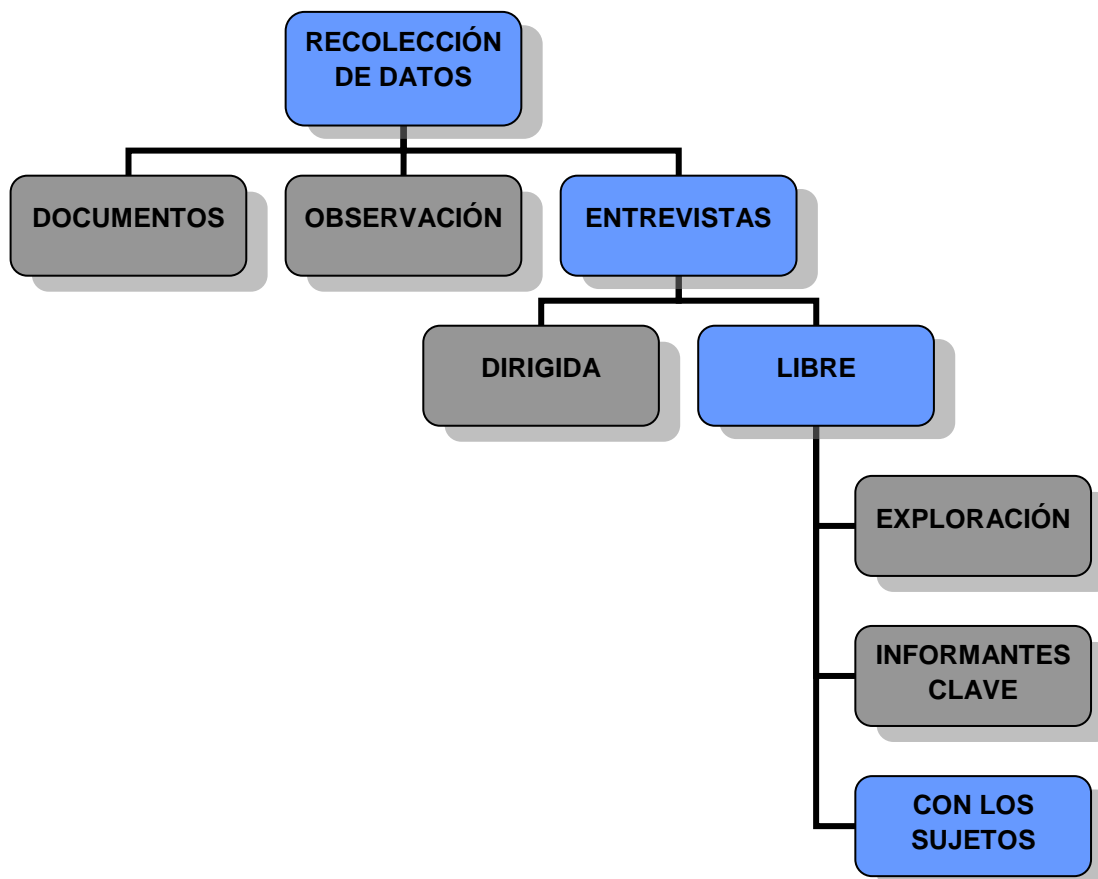 RECOLECCIÓN
DE DATOS
DOCUMENTOS
OBSERVACIÓN
ENTREVISTAS
DIRIGIDA
LIBRE
EXPLORACIÓN
INFORMANTES
CLAVE
CON LOS
SUJETOS